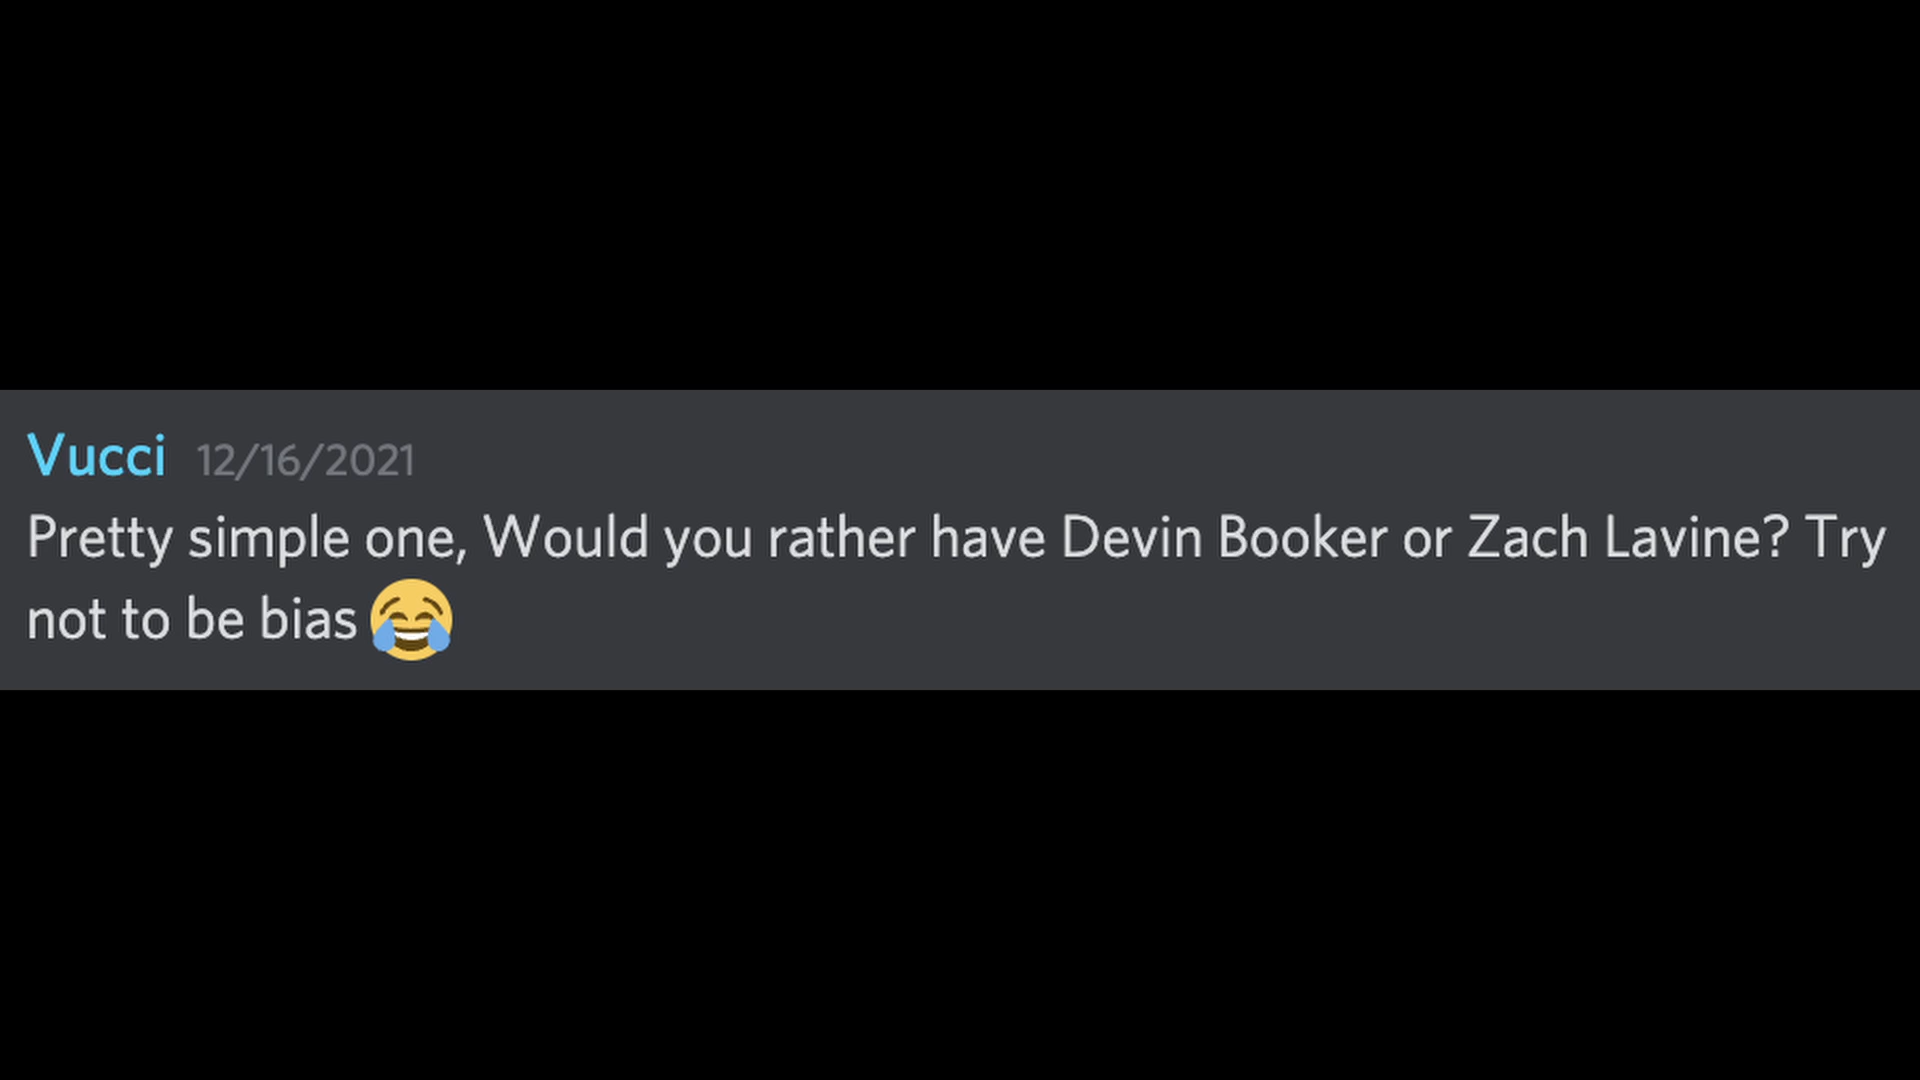 Vucci 12/16/2021
Pretty simple one, Would you rather have Devin Booker or Zach Lavine? Try
not to be bias 😂